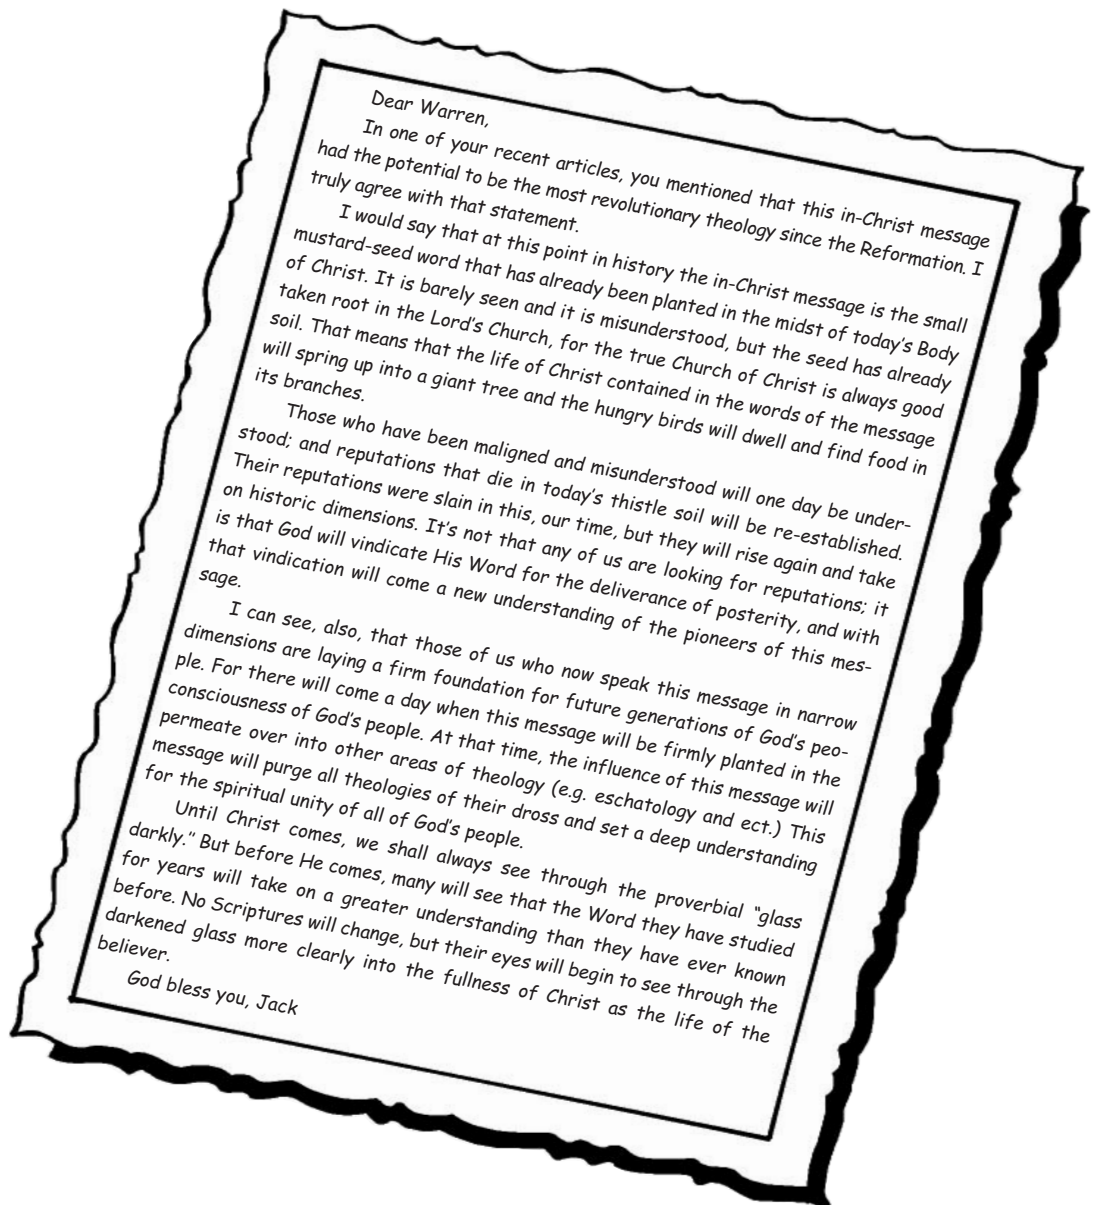 Dear Warren,
In one of your recent articles, you mentioned that this in-Christ message
had the potential to be the most revolutionary theology since the Reformation. I
truly agree with that statement.
I would say that at this point in history the in-Christ message is the small
mustard-seed word that has already been planted in the midst of today's Body
of Christ. It is barely seen and it is misunderstood, but the seed has already
taken root in the Lord's Church, for the true Church of Christ is always good
soil. That means that the life of Christ contained in the words of the message
will spring up into a giant tree and the hungry birds will dwell and find food in
its branches.
Those who have been maligned and misunderstood will one day be under-
stood; and reputations that die in today's thistle soil will be re-established.
Their reputations were slain in this, our time, but they will rise again and take
on historic dimensions. It's not that any of us are looking for reputations; it
is that God will vindicate His Word for the deliverance of posterity, and with
that vindication will come a new understanding of the pioneers of this mes-
sage.
I can see, also, that those of us who now speak this message in narrow
dimensions are laying a firm foundation for future generations of God's peo-
ple. For there will come a day when this message will be firmly planted in the
consciousness of God's people. At that time, the influence of this message will
permeate over into other areas of theology (e.g. eschatology and ect.) This
message will purge all theologies of their dross and set a deep understanding
for the spiritual unity of all of God's people.
Until Christ comes, we shall always see through the proverbial "glass
darkly." But before He comes, many will see that the Word they have studied
for years will take on a greater understanding than they have ever known
before. No Scriptures will change, but their eyes will begin to see through the
darkened glass more clearly into the fullness of Christ as the life of the
believer.
God bless you, Jack